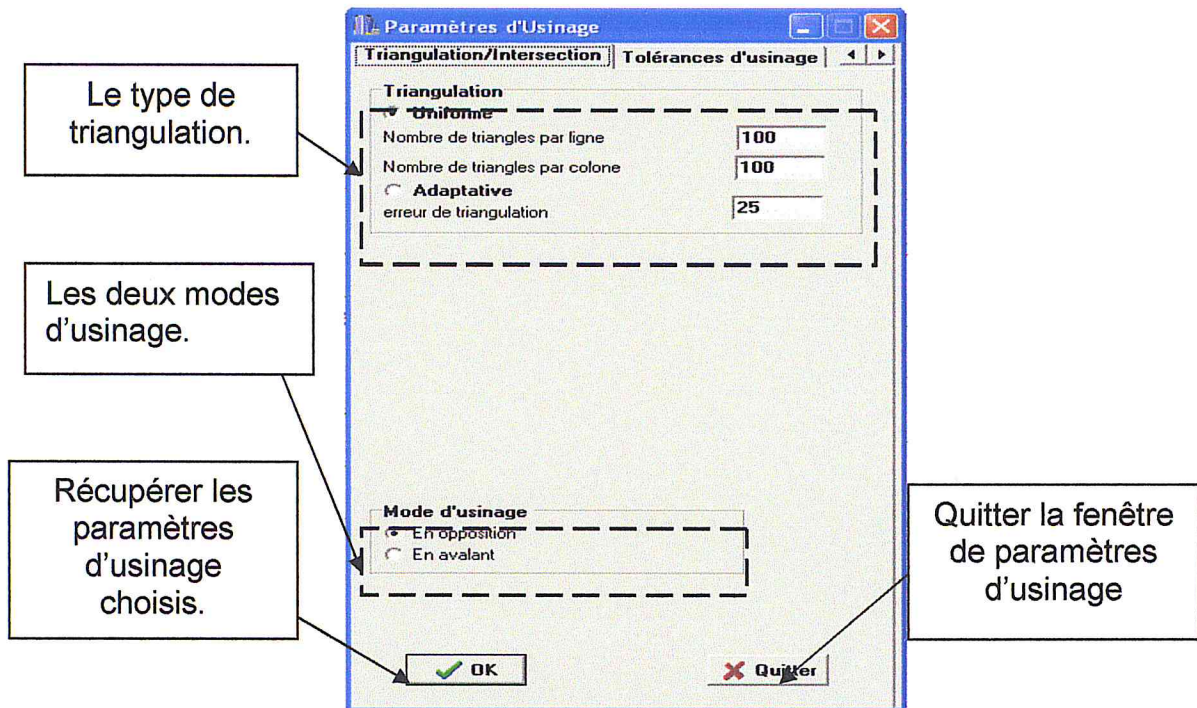 Paramètres d'Usinage
Triangulation/Intersection Tolérances d'usinage
Le type de
triangulation.
Triangulation
Uniforme
Nombre de triangles par ligne 100
Nombre de triangles par colone 100
Adaptative
erreur de triangulation 25
Les deux modes
d'usinage.
Récupérer les
paramètres
d'usinage
choisis.
Mode d'usinage
En opposition
En avalant
Quitter la fenêtre
de paramètres
d'usinage
OK Quitter